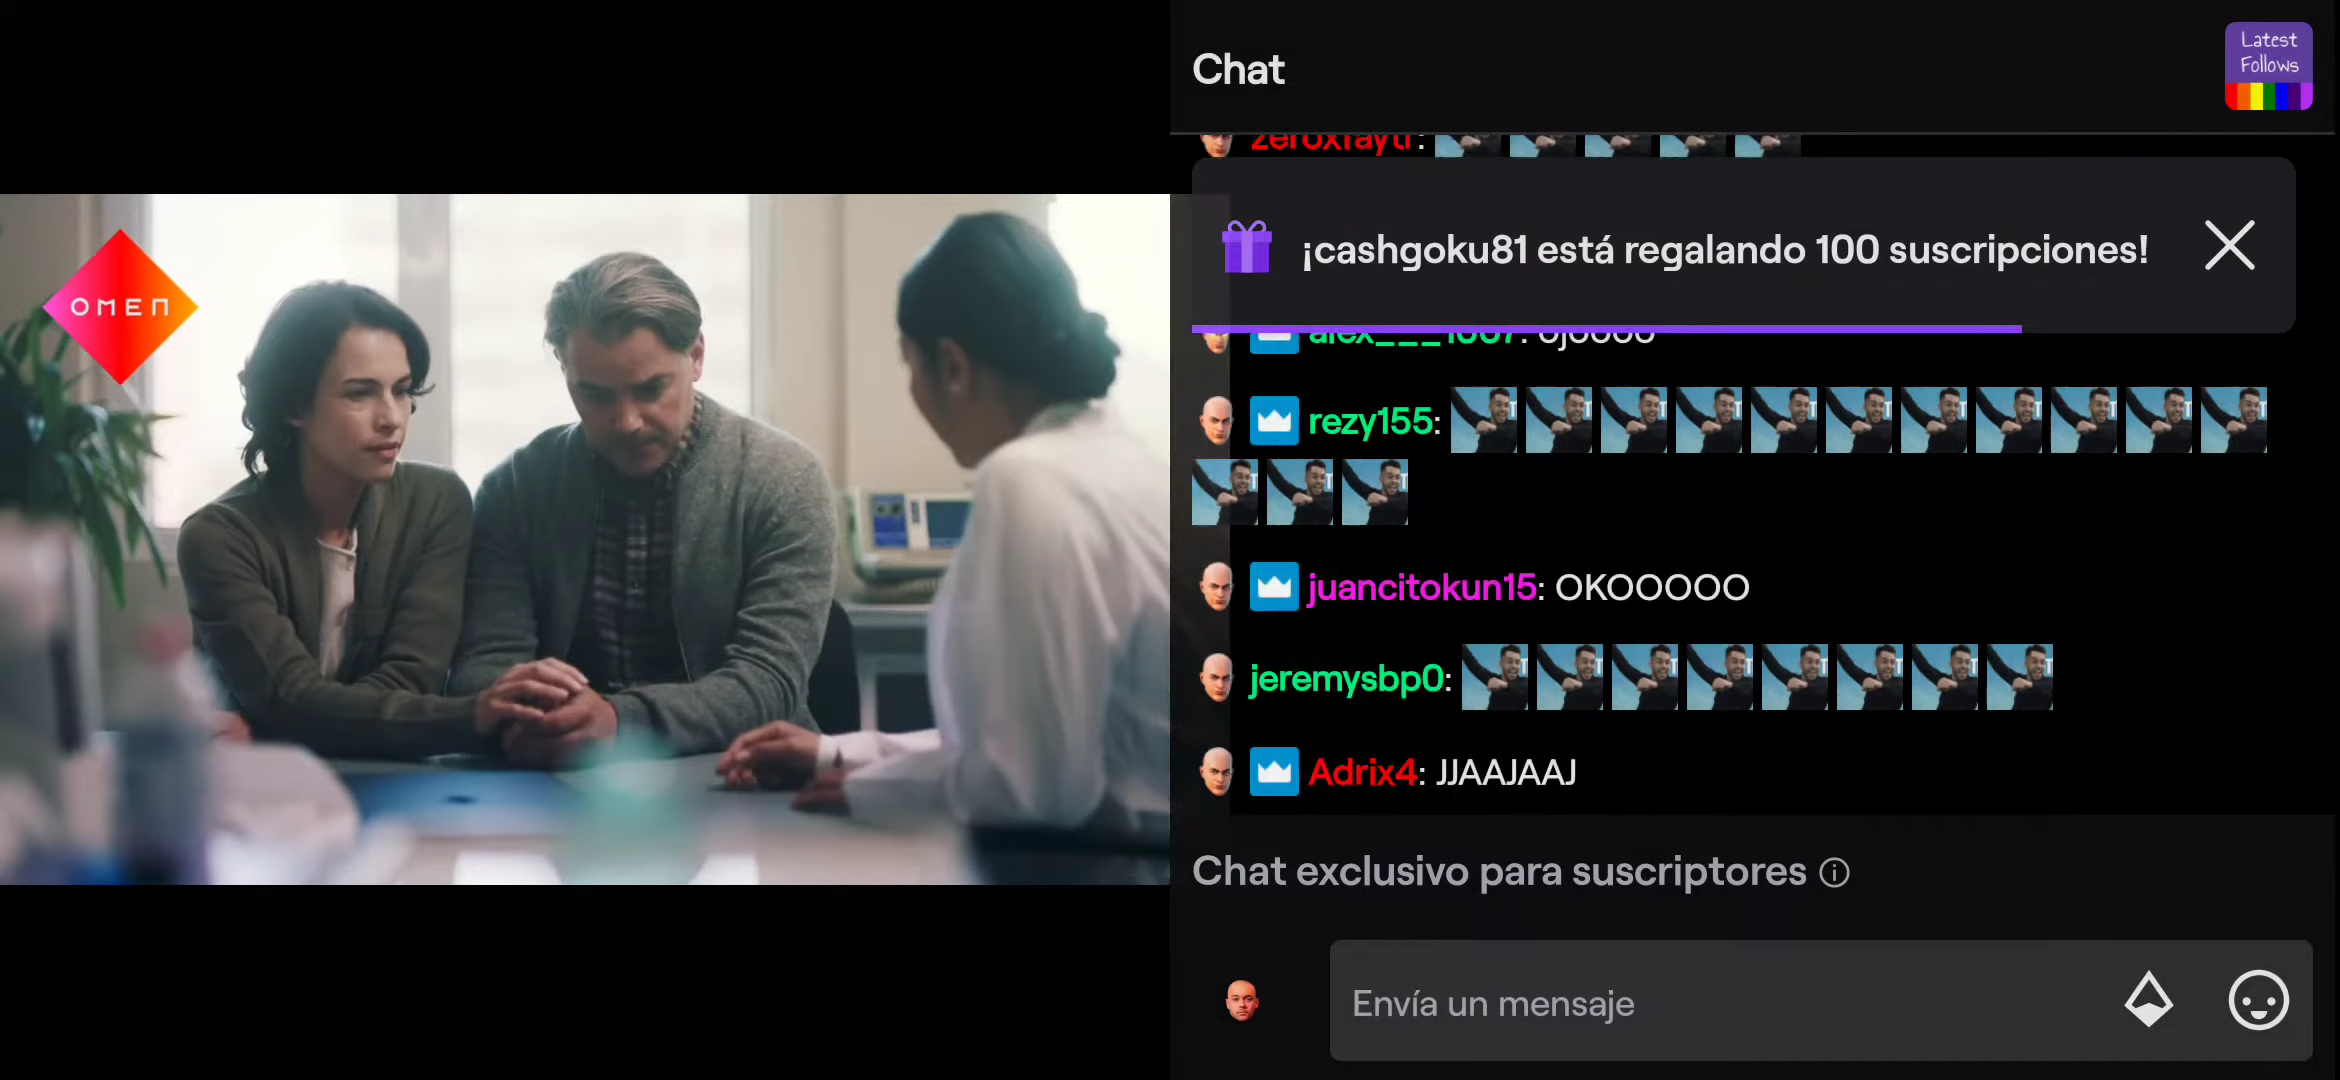 OMEN
Chat
Latest
Follows
¡cashgoku81 está regalando 100 suscripciones!
rezy155:
juancitokun15: OKOOOOO
jeremysbp0:
Adrix4: JJAAJAAJ
Chat exclusivo para suscriptores
Envía un mensaje